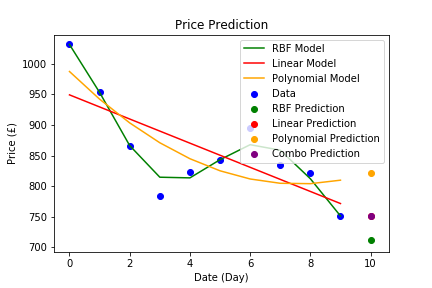 Price Prediction
RBF Model
Linear Model
Polynomial Model
Data
RBF Prediction
Linear Prediction
Polynomial Prediction
Combo Prediction
Price (£)
1000
950
900
850
800
750
700
0
2
4
6
8
10
Date (Day)